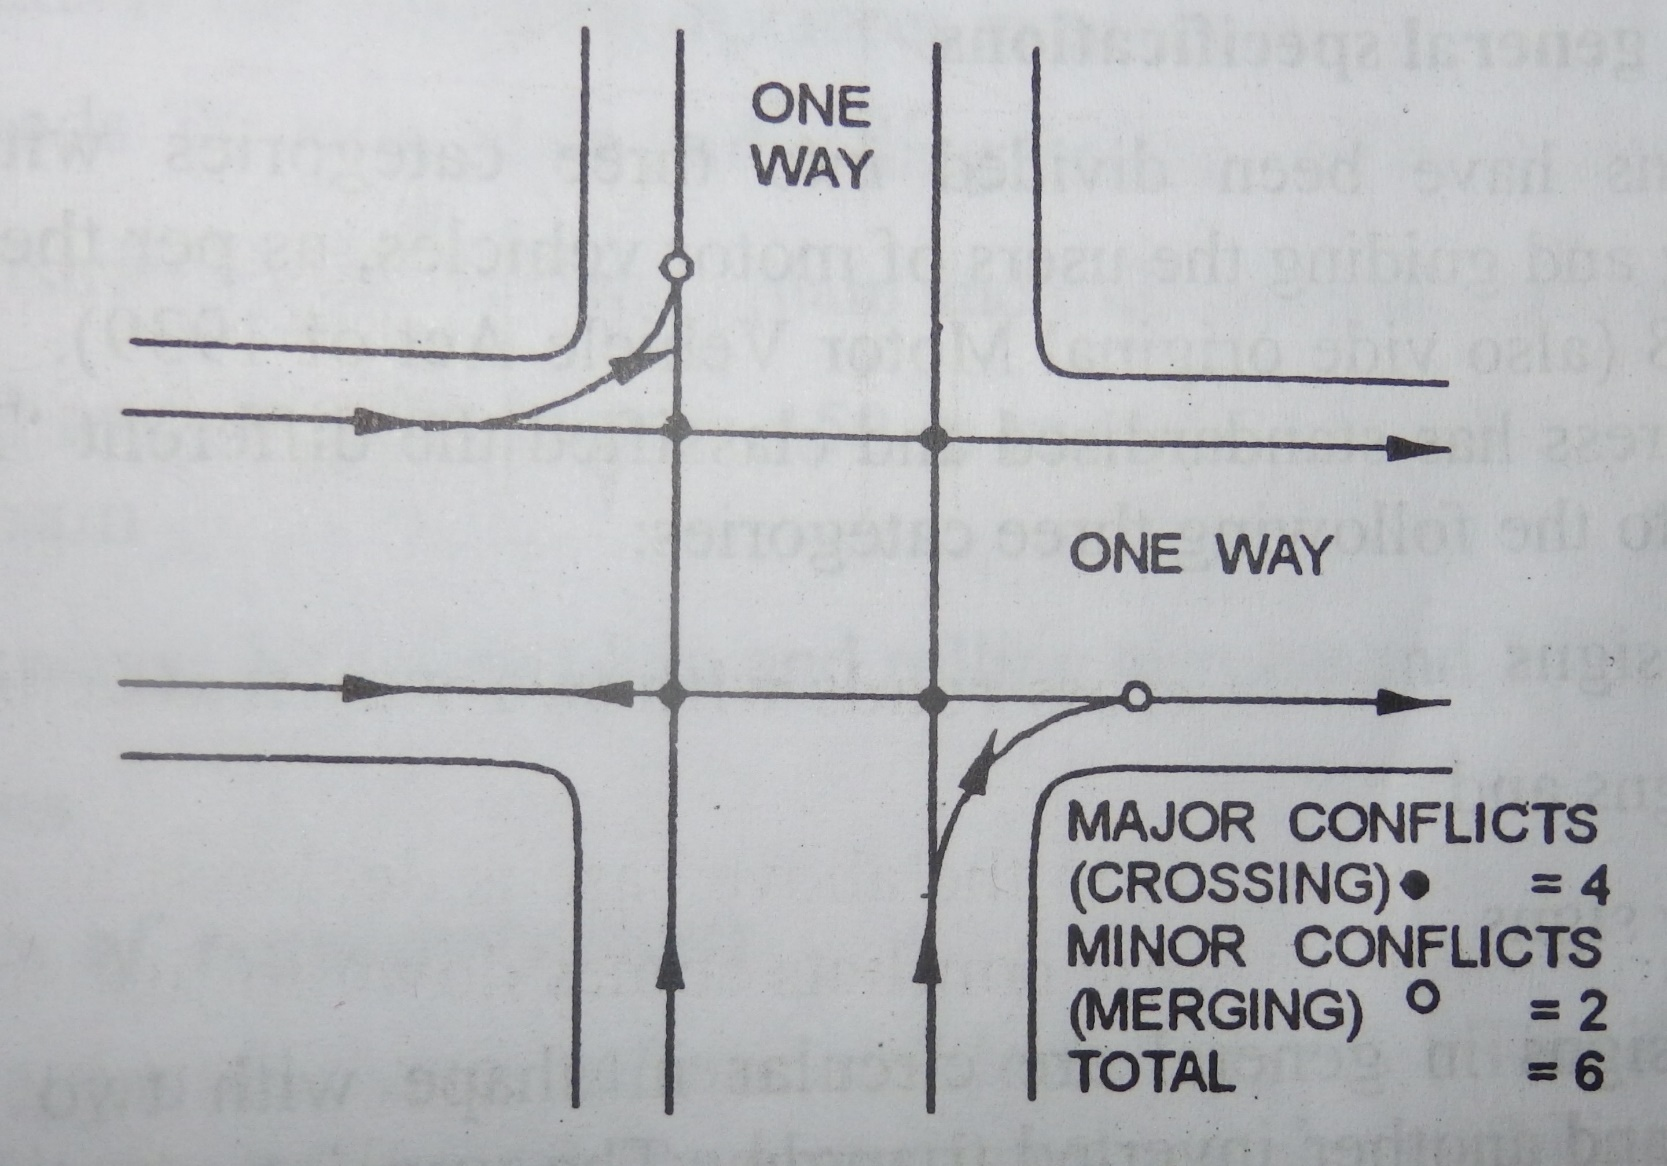 ONE
WAY
ONE WAY
MAJOR CONFLICTS
(CROSSING)● = 4
MINOR CONFLICTS
(MERGING) ○ = 2
TOTAL = 6